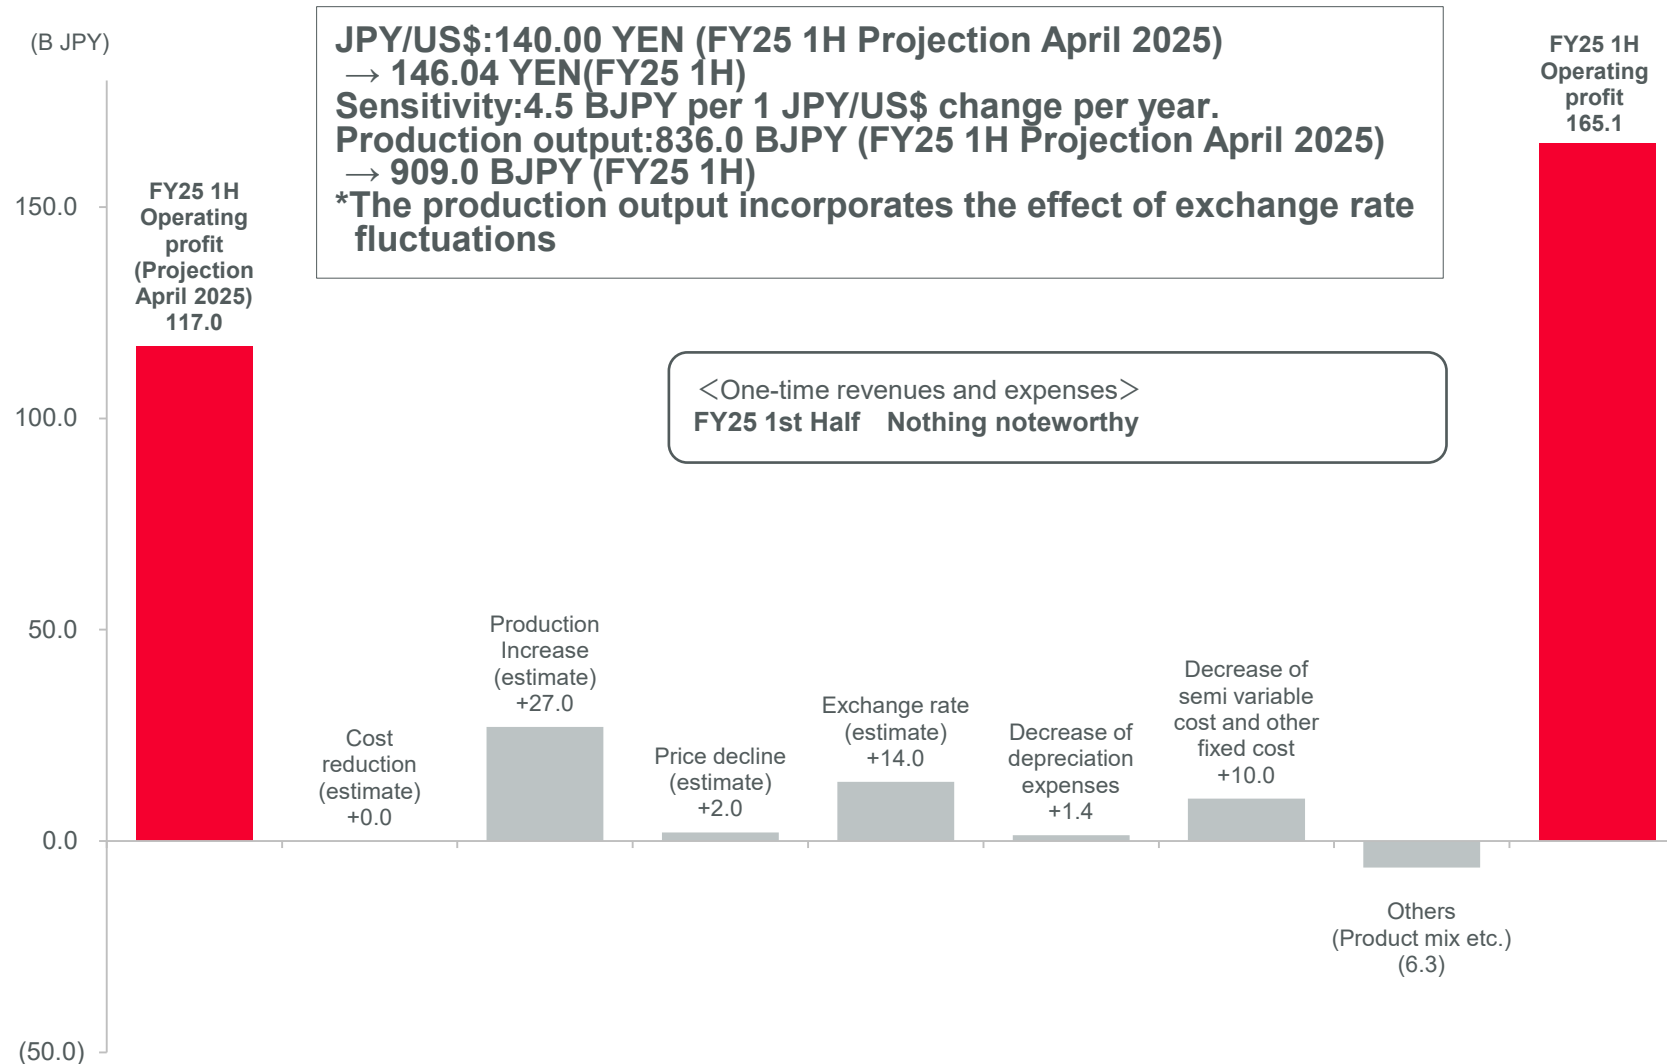 (B JPY)
JPY/US$:140.00 YEN (FY25 1H Projection April 2025)
→ 146.04 YEN(FY25 1H)
Sensitivity:4.5 BJPY per 1 JPY/US$ change per year.
Production output:836.0 BJPY (FY25 1H Projection April 2025)
→ 909.0 BJPY (FY25 1H)
*The production output incorporates the effect of exchange rate
fluctuations
FY25 1H
Operating
profit
165.1
FY25 1H
Operating
profit
(Projection
April 2025)
117.0
<One-time revenues and expenses>
FY25 1st Half Nothing noteworthy
150.0
100.0
50.0
0.0
(50.0)
Cost
reduction
(estimate)
+0.0
Production
Increase
(estimate)
+27.0
Price decline
(estimate)
+2.0
Exchange rate
(estimate)
+14.0
Decrease of
depreciation
expenses
+1.4
Decrease of
semi variable
cost and other
fixed cost
+10.0
Others
(Product mix etc.)
(6.3)